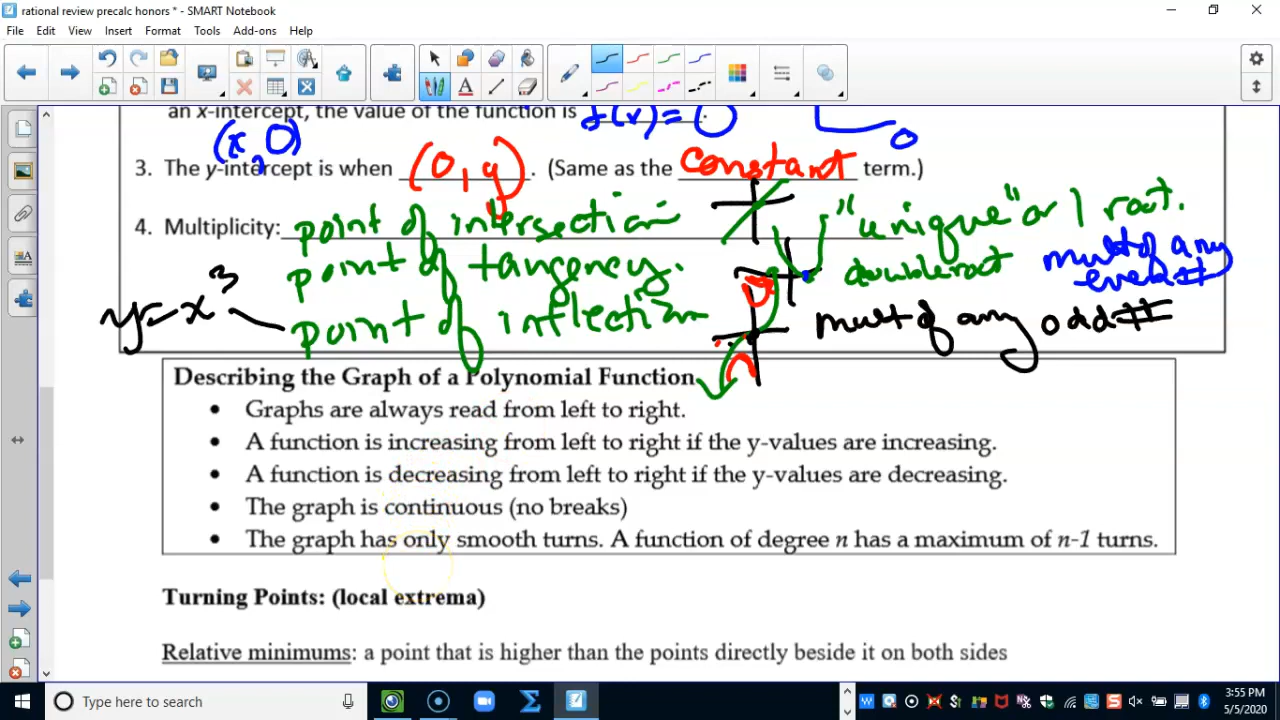 rational review precalc honors * - SMART Notebook
File Edit View Insert Format Tools Add-ons Help
an x-intercept, the value of the function is f(x)=0.
(x, 0) 0
3. The y-intercept is when (0, y). (Same as the constant term.)
4. Multiplicity: point of intersection "unique" or 1 root.
point of tangency. double root mult of any even #
y=x³ point of inflection mult of any odd #
Describing the Graph of a Polynomial Function
• Graphs are always read from left to right.
• A function is increasing from left to right if the y-values are increasing.
• A function is decreasing from left to right if the y-values are decreasing.
• The graph is continuous (no breaks)
• The graph has only smooth turns. A function of degree n has a maximum of n-1 turns.
Turning Points: (local extrema)
Relative minimums: a point that is higher than the points directly beside it on both sides
Type here to search
3:55 PM
5/5/2020